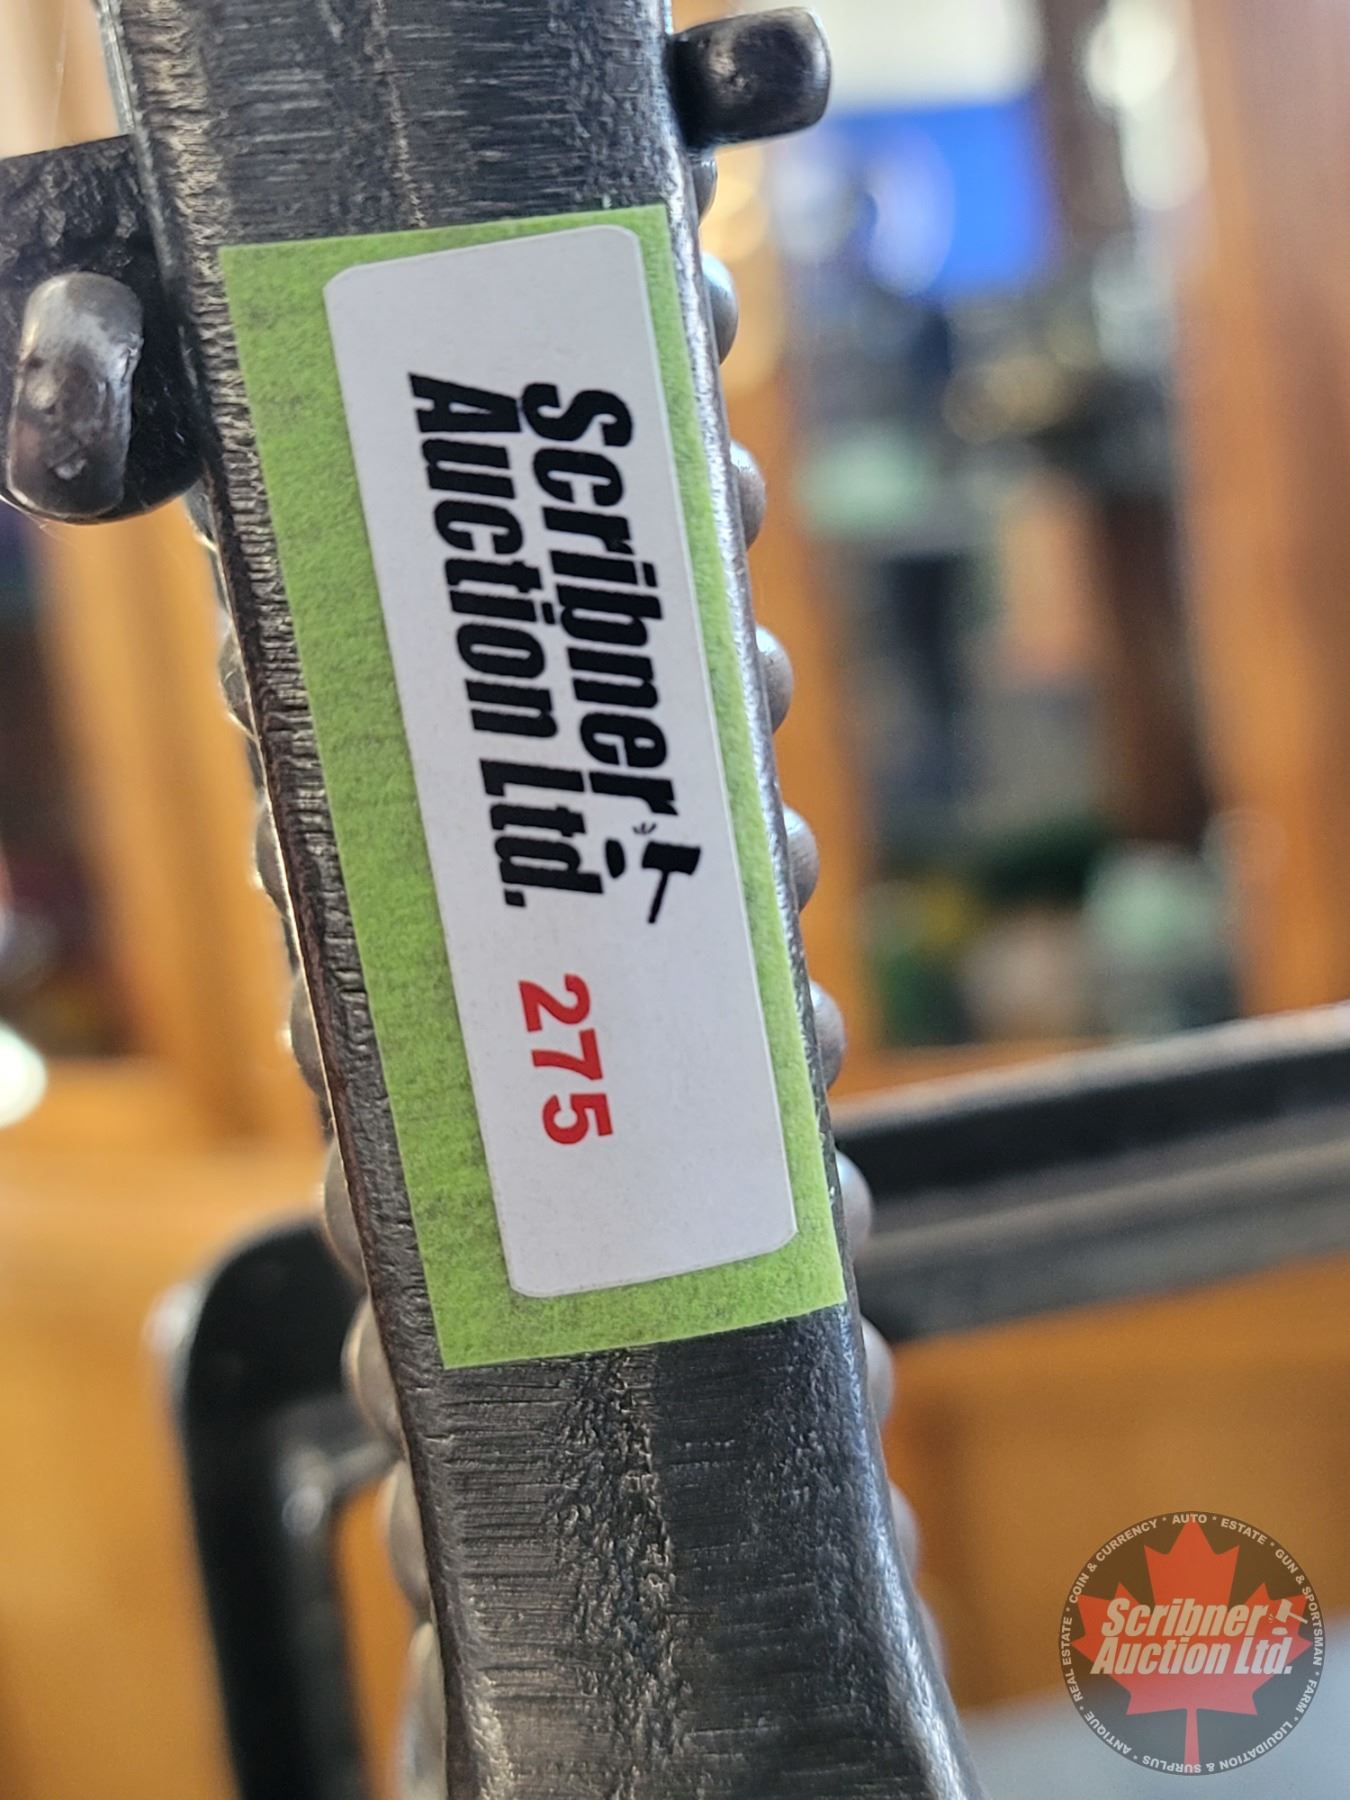 Scribner
Auction Ltd.
275
Scribner
Auction Ltd.
ANTIQUE * REAL ESTATE * COIN & CURRENCY * AUTO * ESTATE * GUN & SPORTSMAN * FARM * LIQUIDATION & SURPLUS *